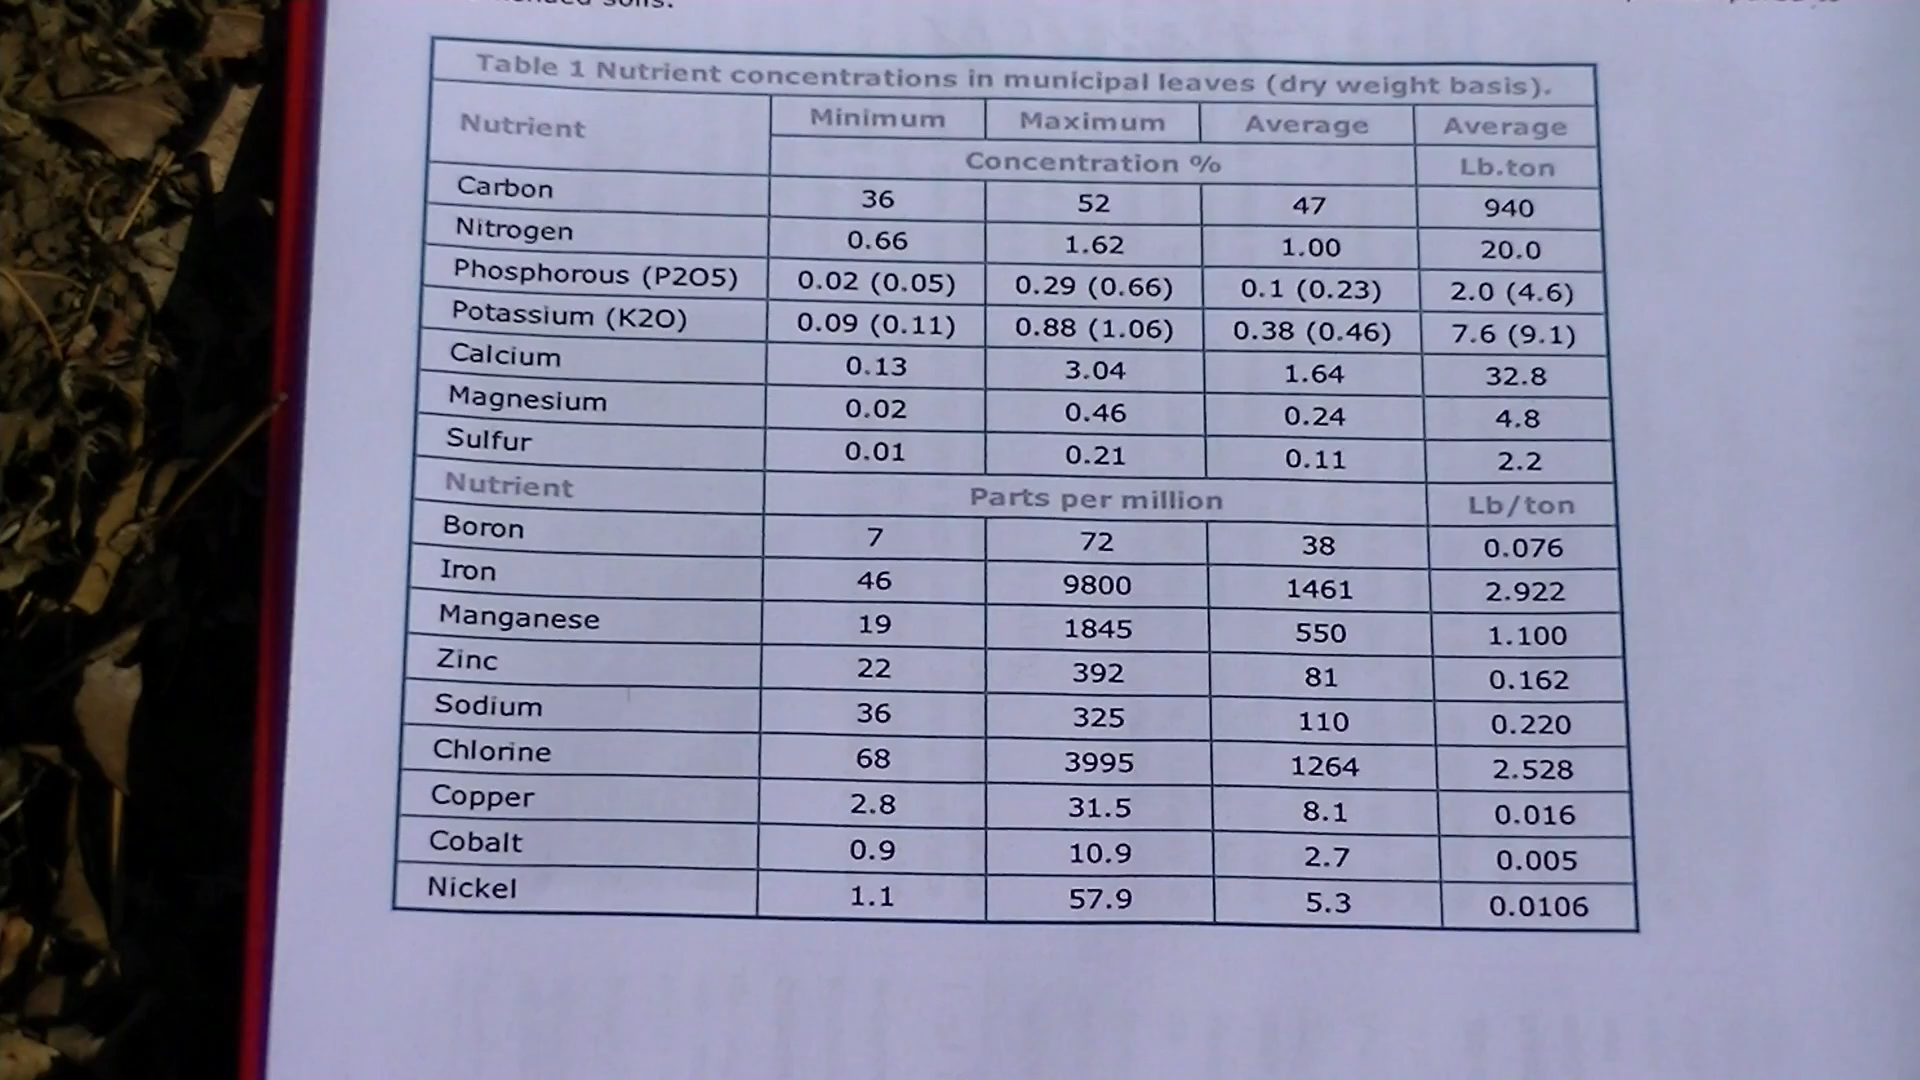 soils.
Table 1 Nutrient concentrations in municipal leaves (dry weight basis).
Nutrient Minimum Maximum Average Average
Concentration % Lb.ton
Carbon 36 52 47 940
Nitrogen 0.66 1.62 1.00 20.0
Phosphorous (P2O5) 0.02 (0.05) 0.29 (0.66) 0.1 (0.23) 2.0 (4.6)
Potassium (K2O) 0.09 (0.11) 0.88 (1.06) 0.38 (0.46) 7.6 (9.1)
Calcium 0.13 3.04 1.64 32.8
Magnesium 0.02 0.46 0.24 4.8
Sulfur 0.01 0.21 0.11 2.2
Nutrient Parts per million Lb/ton
Boron 7 72 38 0.076
Iron 46 9800 1461 2.922
Manganese 19 1845 550 1.100
Zinc 22 392 81 0.162
Sodium 36 325 110 0.220
Chlorine 68 3995 1264 2.528
Copper 2.8 31.5 8.1 0.016
Cobalt 0.9 10.9 2.7 0.005
Nickel 1.1 57.9 5.3 0.0106